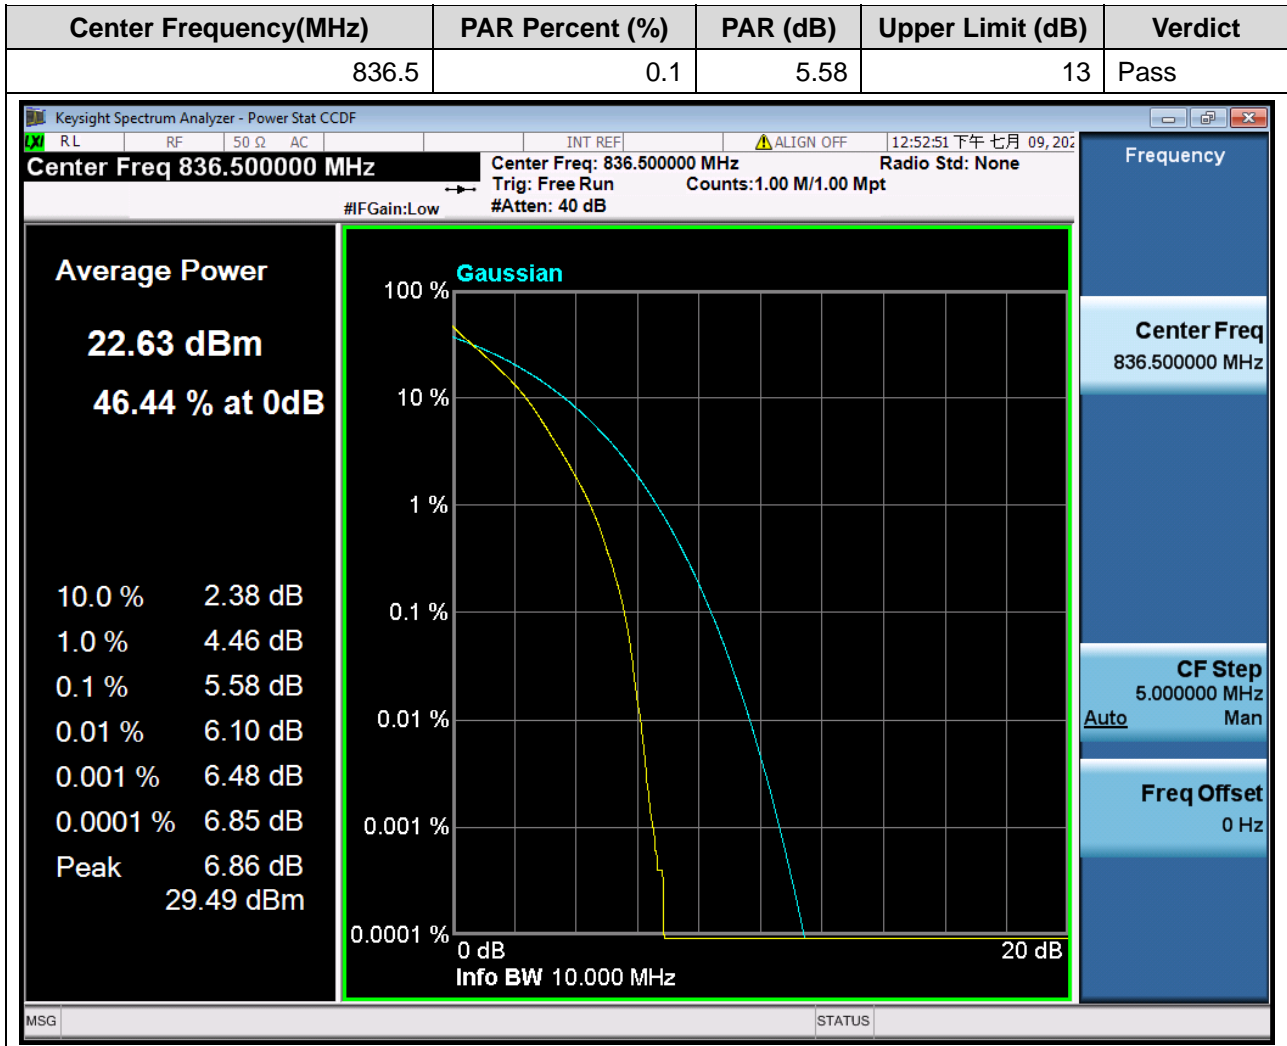 Center Frequency(MHz) PAR Percent (%) PAR (dB) Upper Limit (dB) Verdict
836.5 0.1 5.58 13 Pass
Keysight Spectrum Analyzer - Power Stat CCDF
LXI RL RF 50 Ω AC INT REF ALIGN OFF 12:52:51 下午 七月 09, 202
Center Freq 836.500000 MHz
Center Freq: 836.500000 MHz Radio Std: None
Trig: Free Run Counts:1.00 M/1.00 Mpt
#IFGain:Low #Atten: 40 dB
Average Power
22.63 dBm
46.44 % at 0dB
10.0 % 2.38 dB
1.0 % 4.46 dB
0.1 % 5.58 dB
0.01 % 6.10 dB
0.001 % 6.48 dB
0.0001 % 6.85 dB
Peak 6.86 dB
29.49 dBm
Gaussian
100 %
10 %
1 %
0.1 %
0.01 %
0.001 %
0.0001 %
0 dB 20 dB
Info BW 10.000 MHz
Frequency
Center Freq
836.500000 MHz
CF Step
5.000000 MHz
Auto Man
Freq Offset
0 Hz
MSG STATUS